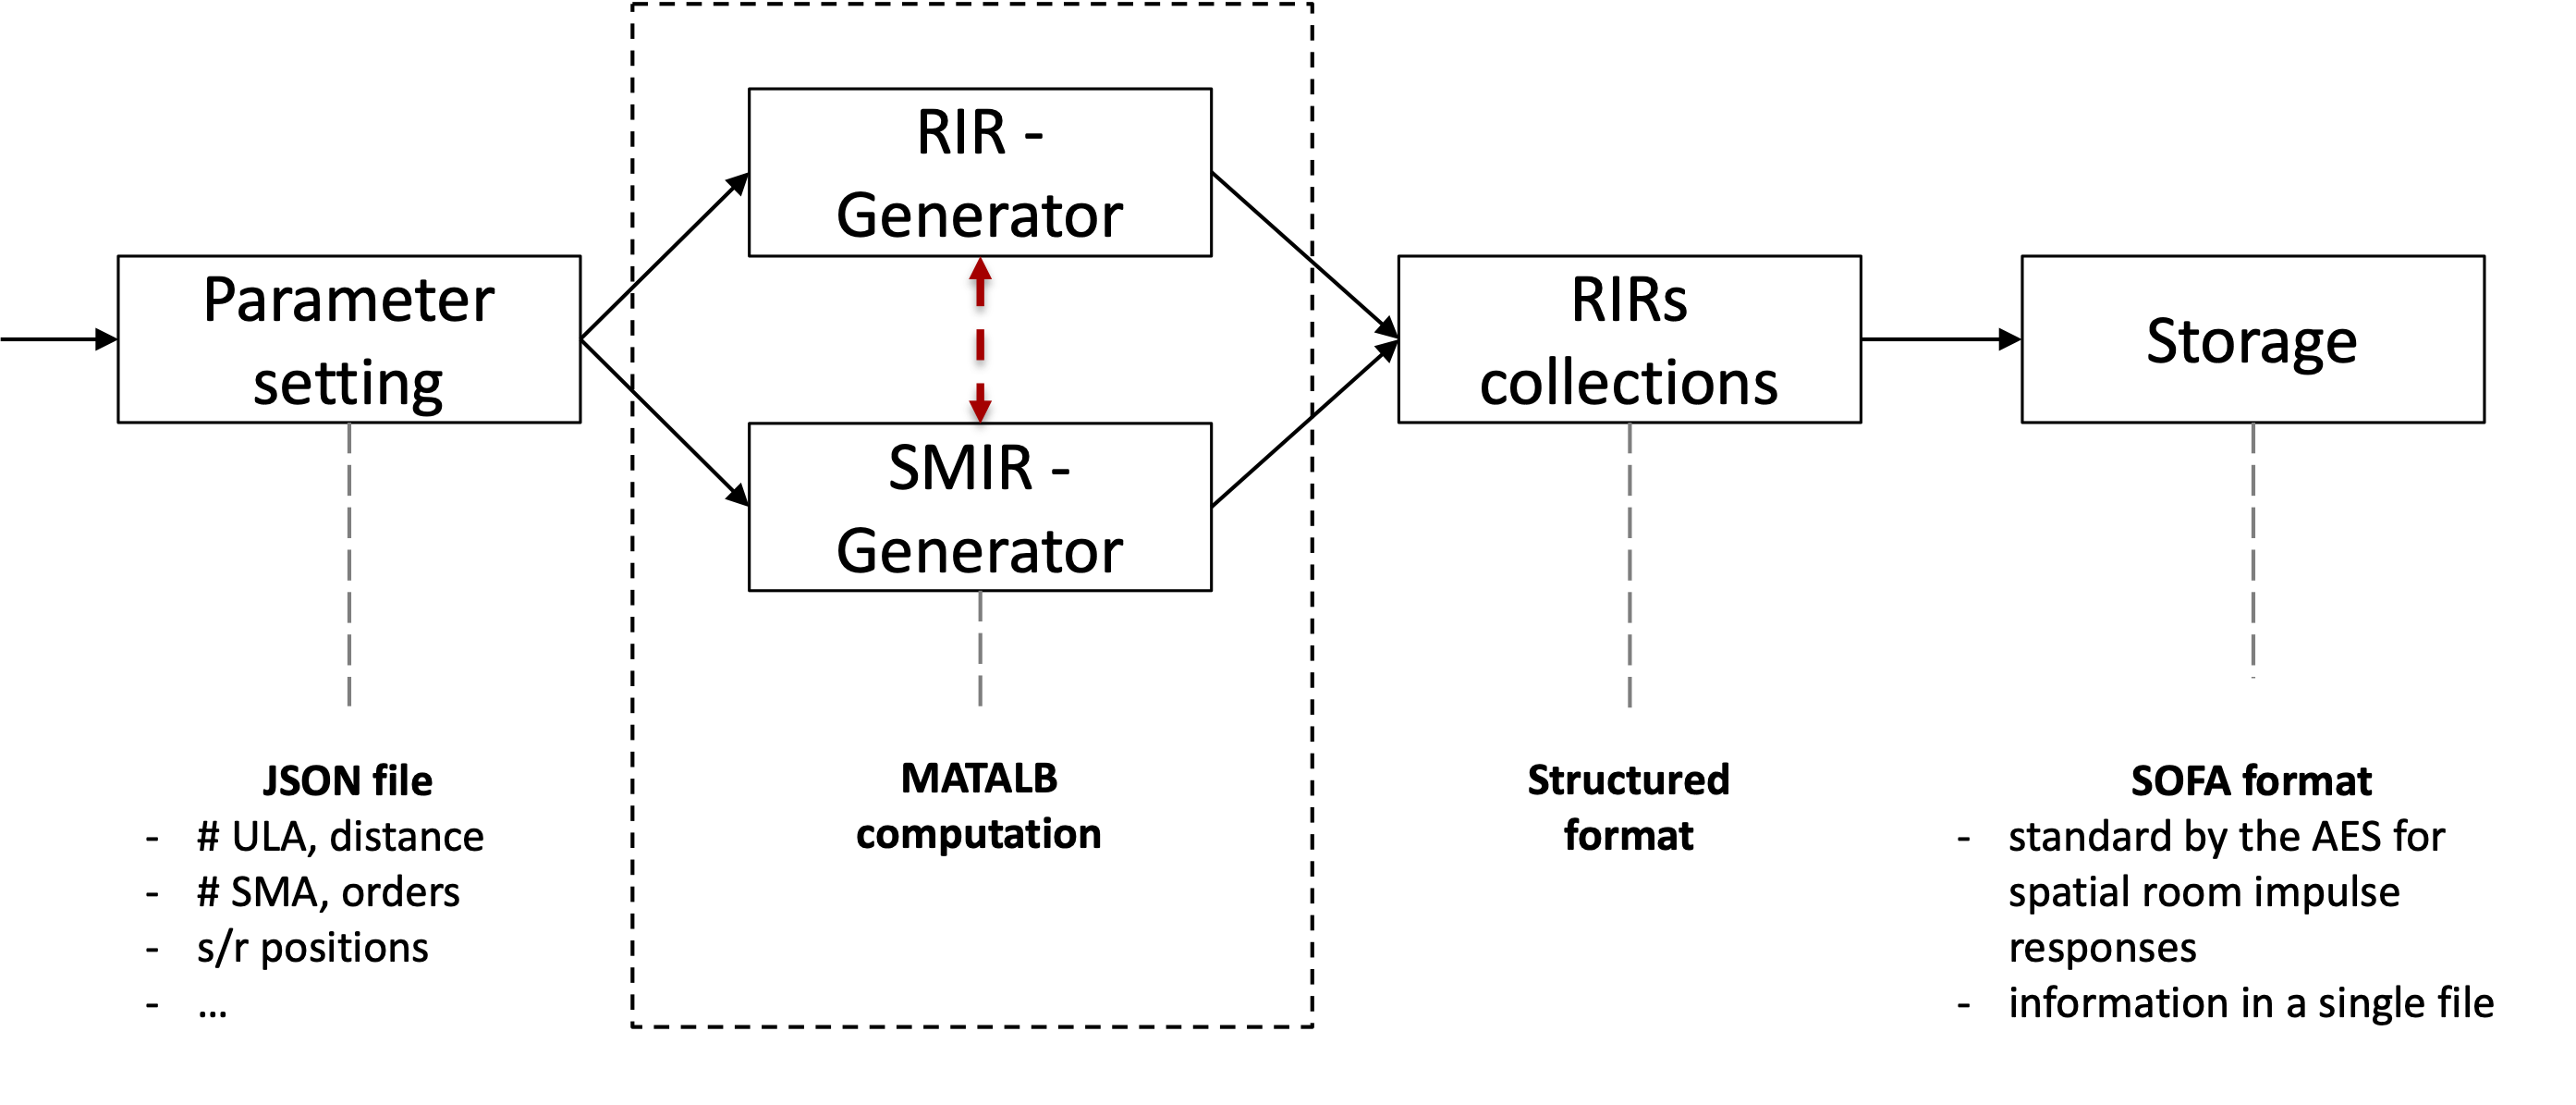 Parameter
setting
RIR -
Generator
SMIR -
Generator
RIRs
collections
Storage
JSON file
- # ULA, distance
- # SMA, orders
- s/r positions
- ...
MATALB
computation
Structured
format
SOFA format
- standard by the AES for
spatial room impulse
responses
- information in a single file